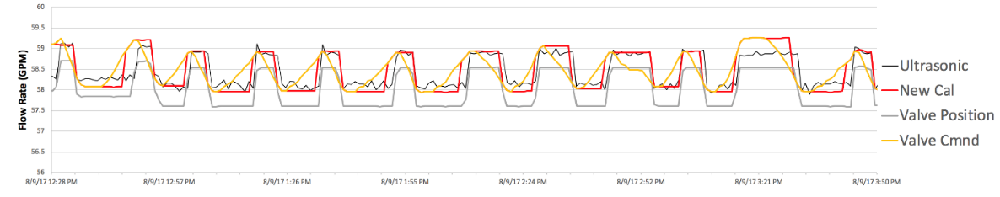 60
59.5
59
58.5
58
57.5
57
56.5
56
Flow Rate (GPM)
8/9/17 12:28 PM 8/9/17 12:57 PM 8/9/17 1:26 PM 8/9/17 1:55 PM 8/9/17 2:24 PM 8/9/17 2:52 PM 8/9/17 3:21 PM 8/9/17 3:50 PM
Ultrasonic
New Cal
Valve Position
Valve Cmnd